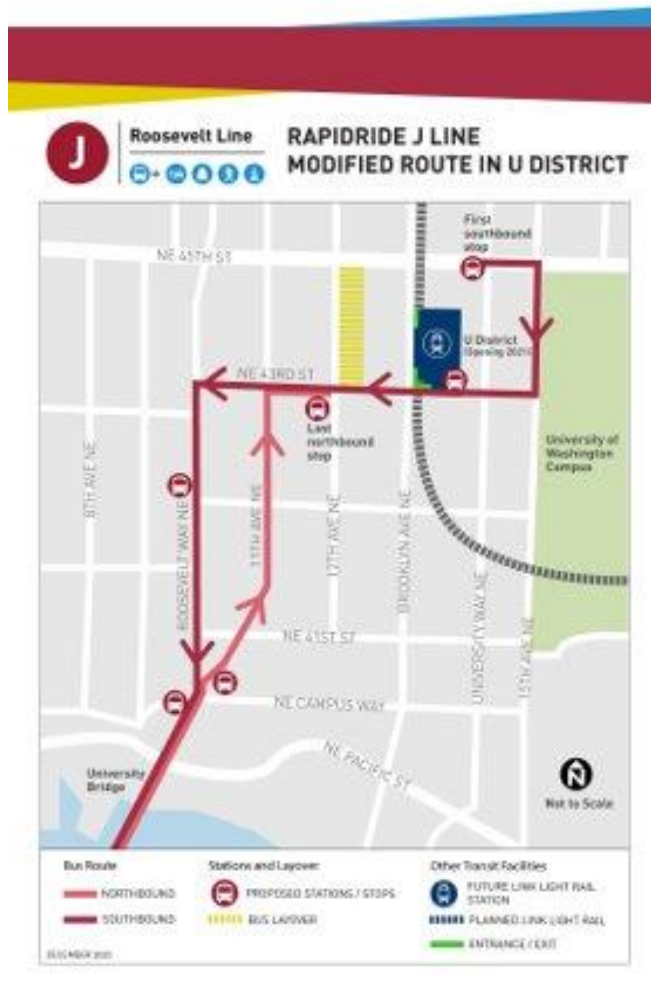 J
Roosevelt Line
RAPIDRIDE J LINE
MODIFIED ROUTE IN U DISTRICT
First
southbound
stop
NE 45TH ST
U District
(Opening 2021)
NE 43RD ST
Last
northbound
stop
University of
Washington
Campus
8TH AVE NE
ROOSEVELT WAY NE
11TH AVE NE
12TH AVE NE
BROOKLYN AVE NE
UNIVERSITY WAY NE
15TH AVE NE
NE 41ST ST
NE CAMPUS WAY
NE PACIFIC ST
University
Bridge
N
Not to Scale
Bus Route
NORTHBOUND
SOUTHBOUND
Stations and Layover
PROPOSED STATIONS / STOPS
BUS LAYOVER
Other Transit Facilities
FUTURE LINK LIGHT RAIL
STATION
PLANNED LINK LIGHT RAIL
ENTRANCE / EXIT
DECEMBER 2020